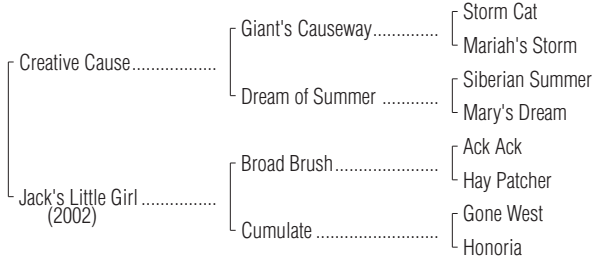 Storm Cat
Giant's Causeway..............
Mariah's Storm
Creative Cause..................
Siberian Summer
Dream of Summer ............
Mary's Dream
Ack Ack
Broad Brush......................
Hay Patcher
Jack's Little Girl ................
(2002)
Gone West
Cumulate ..........................
Honoria